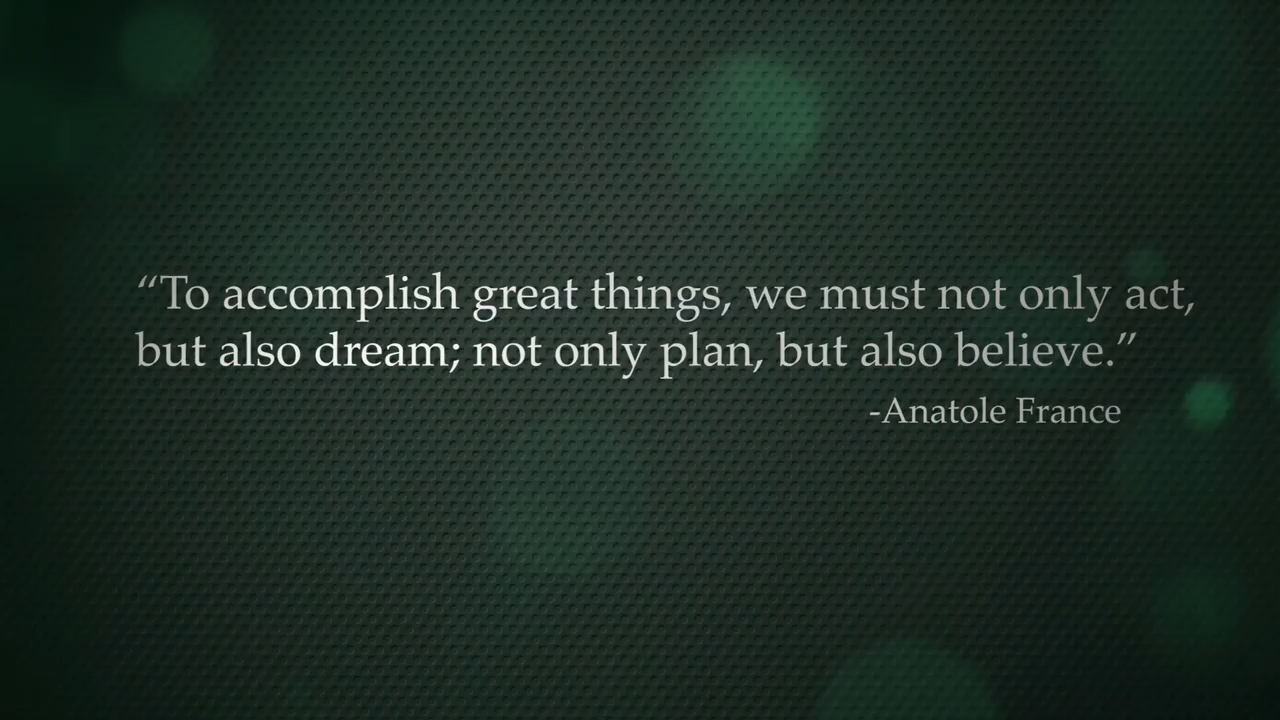 “To accomplish great things, we must not only act,
but also dream; not only plan, but also believe.”
-Anatole France